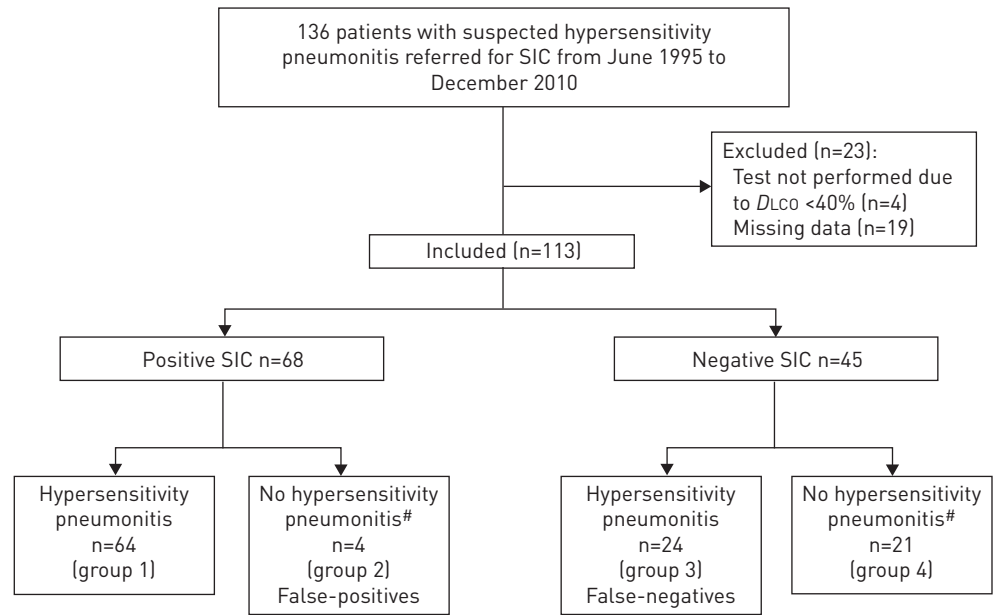 136 patients with suspected hypersensitivity
pneumonitis referred for SIC from June 1995 to
December 2010
Excluded (n=23):
Test not performed due
to DLCO <40% (n=4)
Missing data (n=19)
Included (n=113)
Positive SIC n=68
Negative SIC n=45
Hypersensitivity
pneumonitis
n=64
(group 1)
No hypersensitivity
pneumonitis#
n=4
(group 2)
False-positives
Hypersensitivity
pneumonitis
n=24
(group 3)
False-negatives
No hypersensitivity
pneumonitis#
n=21
(group 4)